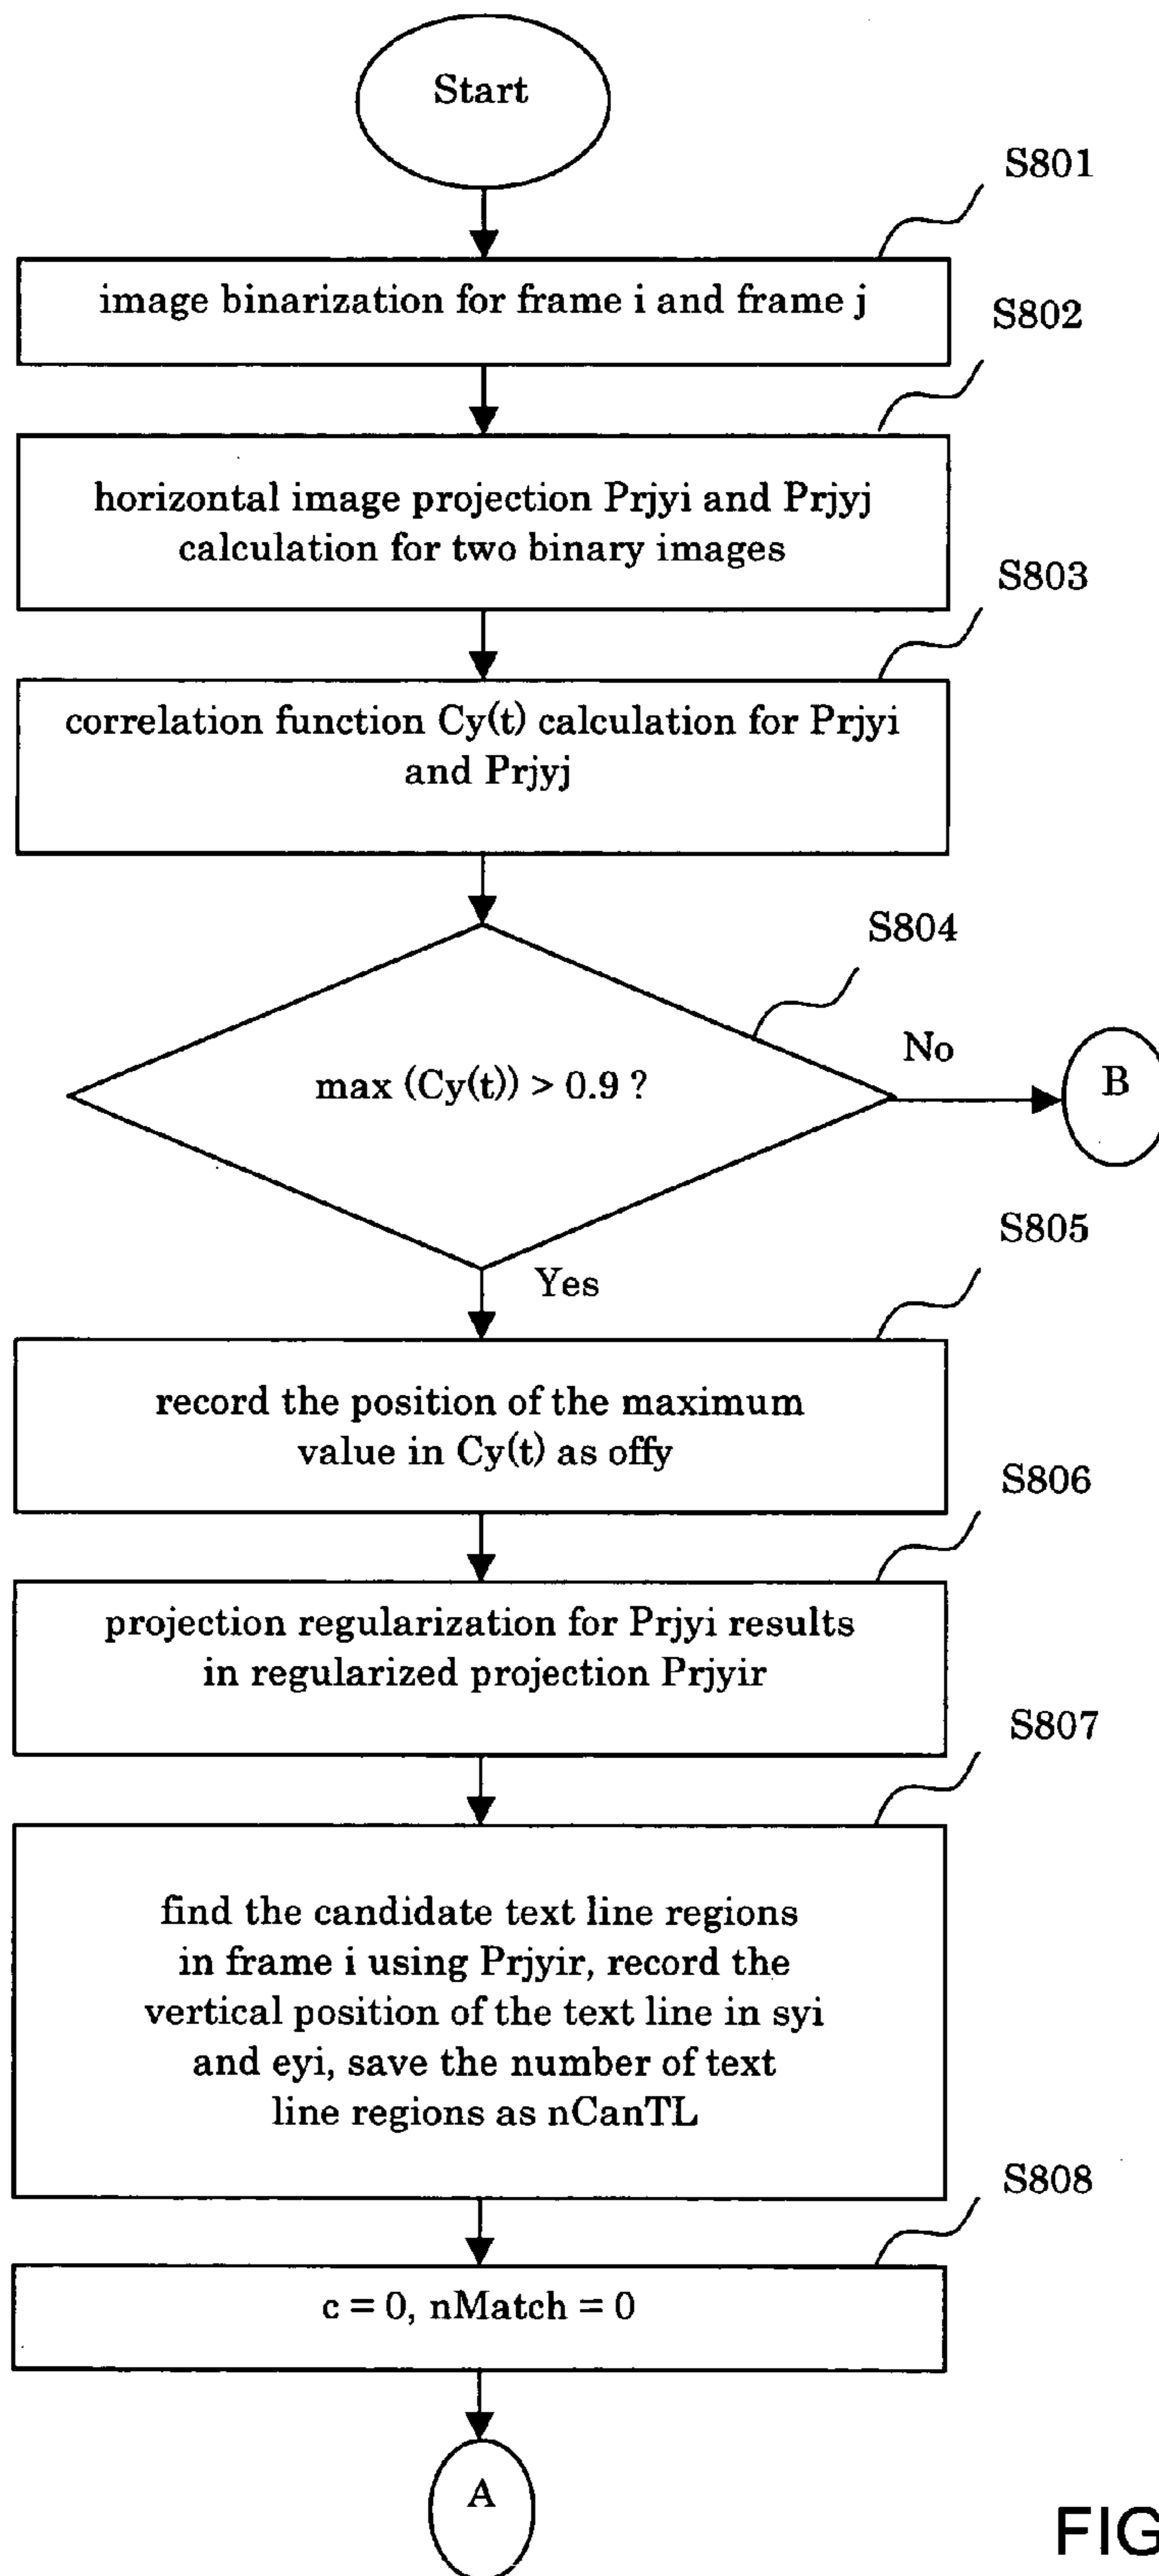 Start
S801
image binarization for frame i and frame j
S802
horizontal image projection Prjyi and Prjyj
calculation for two binary images
S803
correlation function Cy(t) calculation for Prjyi
and Prjyj
S804
max (Cy(t)) > 0.9 ?
No
B
Yes
S805
record the position of the maximum
value in Cy(t) as offy
S806
projection regularization for Prjyi results
in regularized projection Prjyir
S807
find the candidate text line regions
in frame i using Prjyir, record the
vertical position of the text line in syi
and eyi, save the number of text
line regions as nCanTL
S808
c = 0, nMatch = 0
A
FIG